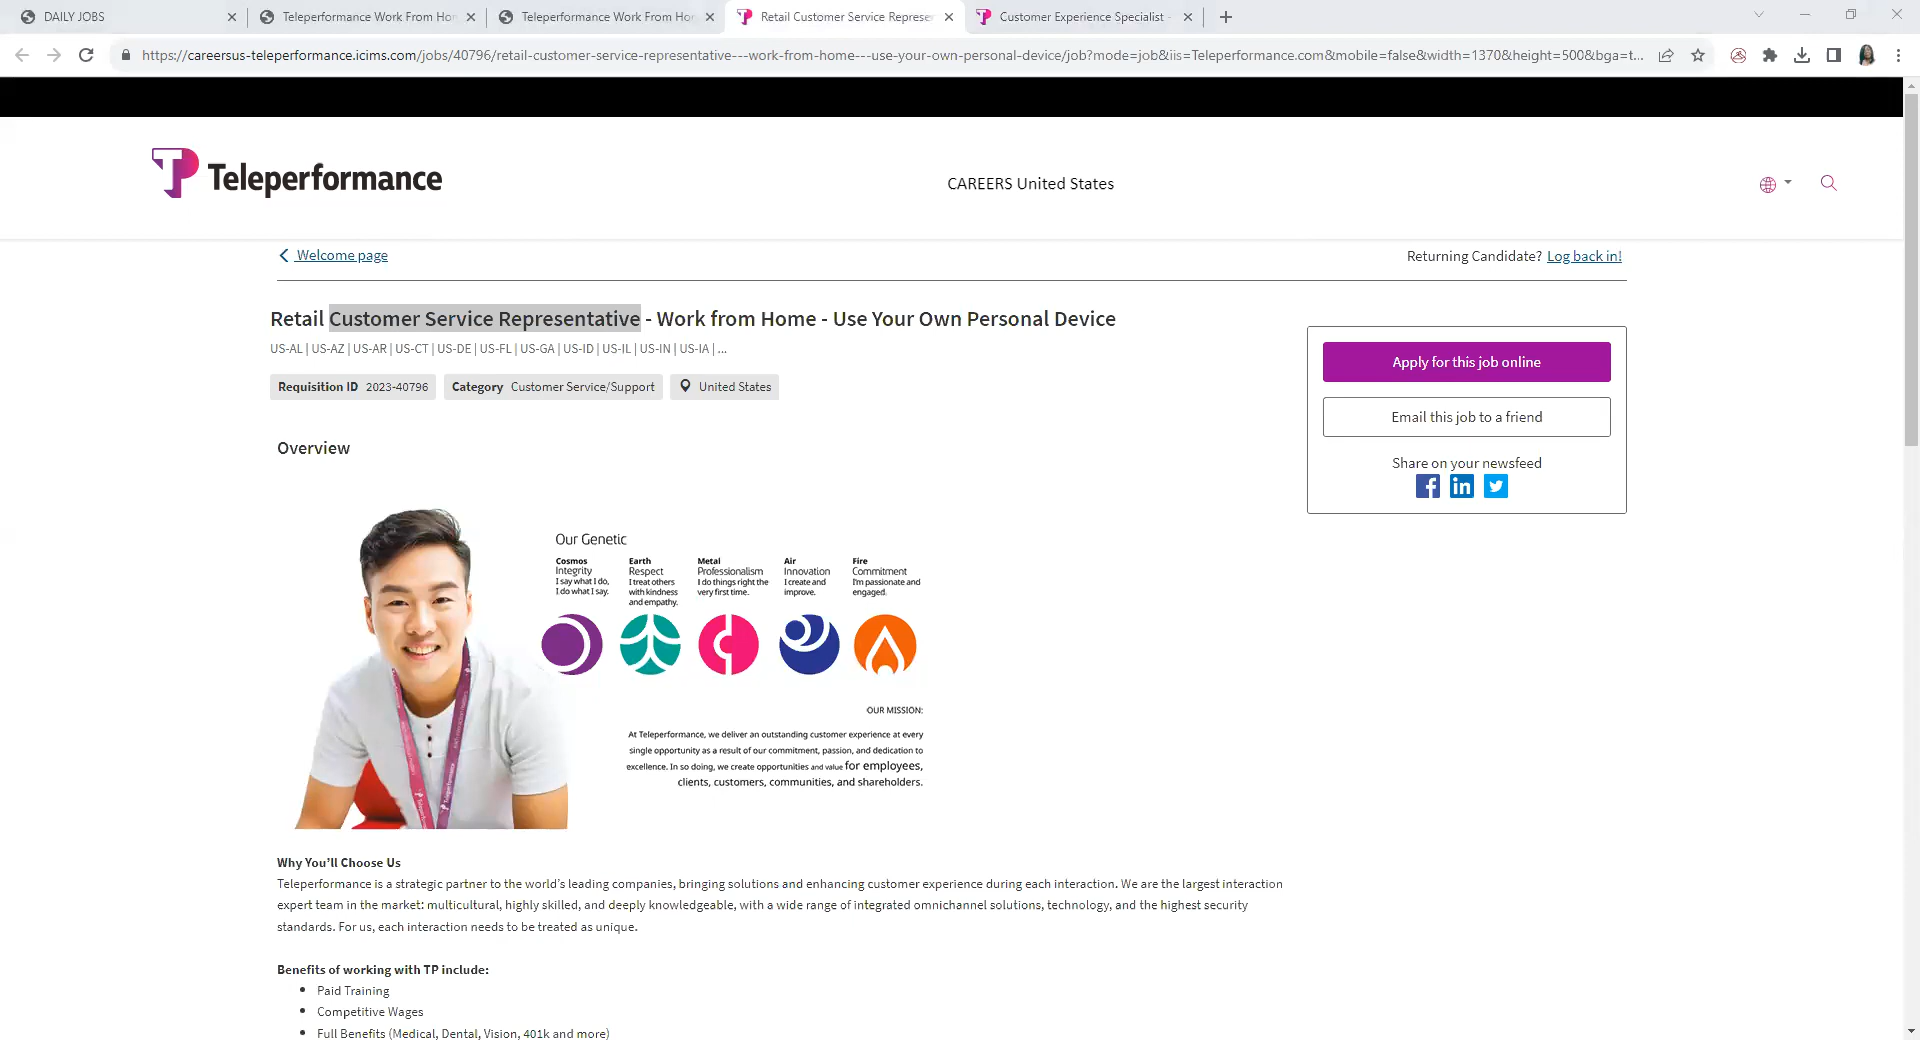 DAILY JOBS
Teleperformance Work From Hor
Teleperformance Work From Hor
Retail Customer Service Represe
Customer Experience Specialist -
https://careersus-teleperformance.icims.com/jobs/40796/retail-customer-service-representative---work-from-home---use-your-own-personal-device/job?mode=job&iis=Teleperformance.com&mobile=false&width=1370&height=500&bga=t...
Teleperformance
CAREERS United States
Welcome page
Returning Candidate? Log back in!
Retail Customer Service Representative - Work from Home - Use Your Own Personal Device
US-AL | US-AZ | US-AR | US-CT | US-DE | US-FL | US-GA | US-ID | US-IL | US-IN | US-IA | ...
Requisition ID 2023-40796 Category Customer Service/Support United States
Apply for this job online
Email this job to a friend
Share on your newsfeed
Overview
Our Genetic
Cosmos
Integrity
I say what I do,
I do what I say.
Earth
Respect
I treat others
with kindness
and empathy.
Metal
Professionalism
I do things right the
very first time.
Air
Innovation
I create and
improve.
Fire
Commitment
I'm passionate and
engaged.
OUR MISSION:
At Teleperformance, we deliver an outstanding customer experience at every
single opportunity as a result of our commitment, passion, and dedication to
excellence. In so doing, we create opportunities and value for employees,
clients, customers, communities, and shareholders.
Why You'll Choose Us
Teleperformance is a strategic partner to the world's leading companies, bringing solutions and enhancing customer experience during each interaction. We are the largest interaction
expert team in the market: multicultural, highly skilled, and deeply knowledgeable, with a wide range of integrated omnichannel solutions, technology, and the highest security
standards. For us, each interaction needs to be treated as unique.
Benefits of working with TP include:
• Paid Training
• Competitive Wages
• Full Benefits (Medical, Dental, Vision, 401k and more)